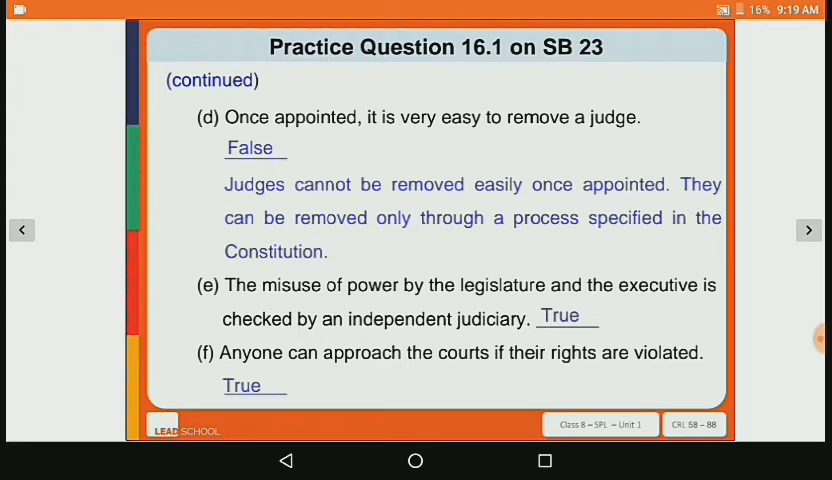 16% 9:19 AM
Practice Question 16.1 on SB 23
(continued)
(d) Once appointed, it is very easy to remove a judge.
False
Judges cannot be removed easily once appointed. They
can be removed only through a process specified in the
Constitution.
(e) The misuse of power by the legislature and the executive is
checked by an independent judiciary. True
(f) Anyone can approach the courts if their rights are violated.
True
LEAD SCHOOL
Class 8 – SPL – Unit 1
CRL 58 – 88